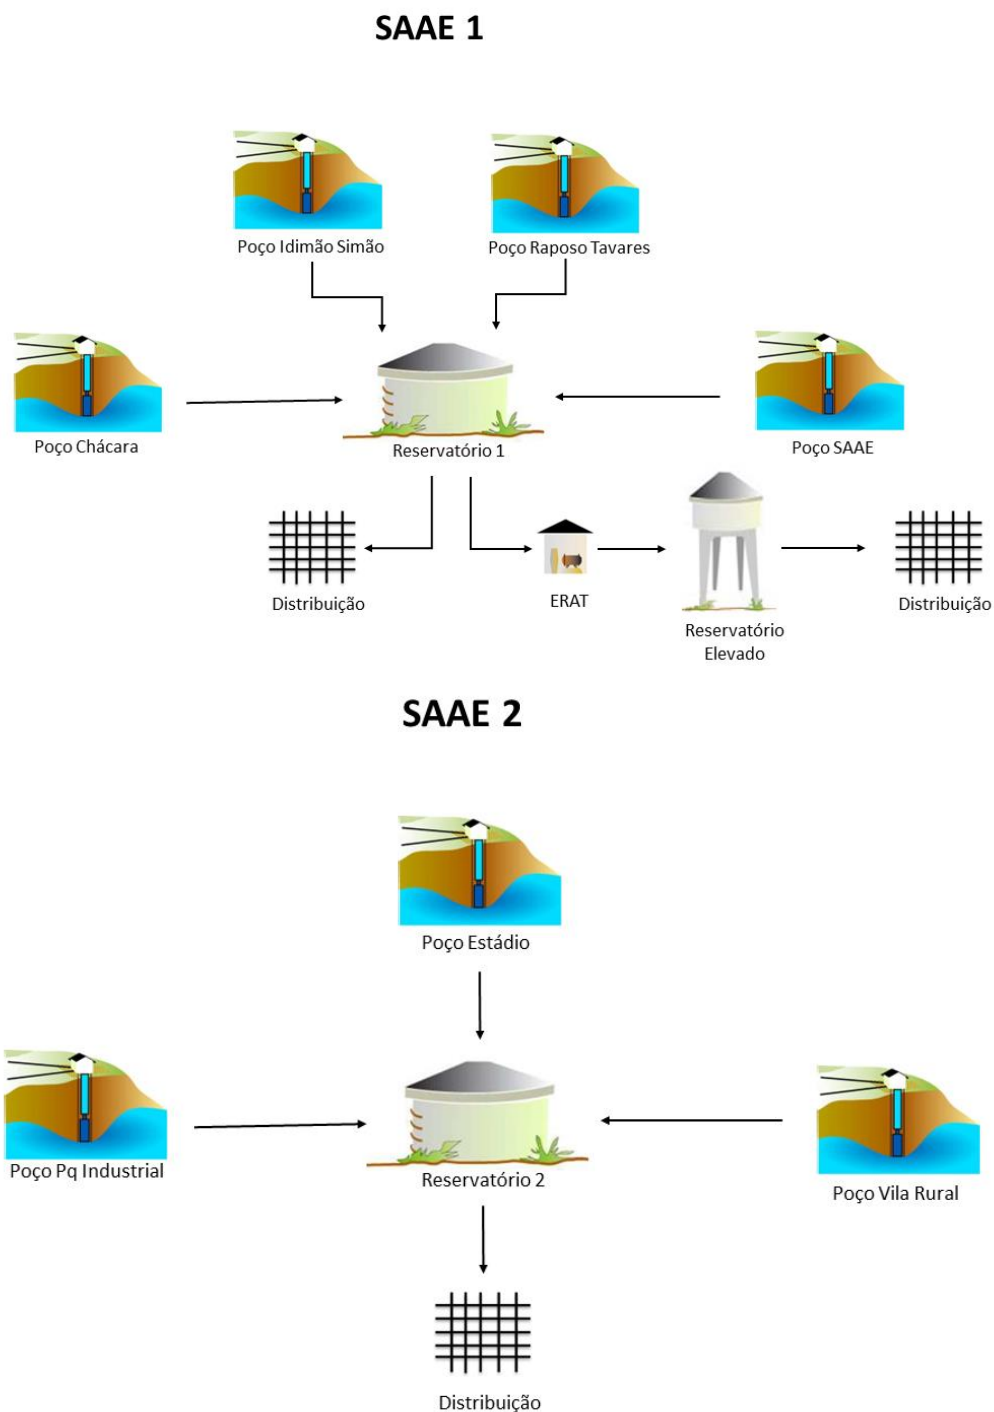 SAAE 1
Poço Idimão Simão
Poço Raposo Tavares
Poço Chácara
Reservatório 1
Poço SAAE
Distribuição
ERAT
Reservatório
Elevado
Distribuição
SAAE 2
Poço Estádio
Poço Pq Industrial
Reservatório 2
Poço Vila Rural
Distribuição